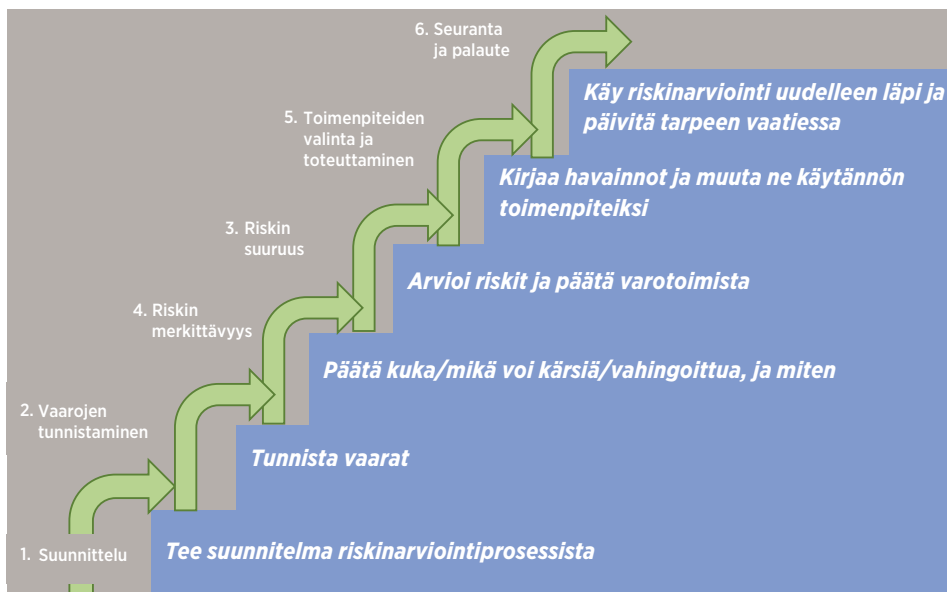 6. Seuranta
ja palaute
Käy riskinarviointi uudelleen läpi ja
päivitä tarpeen vaatiessa
5. Toimenpiteiden
valinta ja
toteuttaminen
Kirjaa havainnot ja muuta ne käytännön
toimenpiteiksi
3. Riskin
suuruus
Arvioi riskit ja päätä varotoimista
4. Riskin
merkittävyys
Päätä kuka/mikä voi kärsiä/vahingoittua, ja miten
2. Vaarojen
tunnistaminen
Tunnista vaarat
1. Suunnittelu
Tee suunnitelma riskinarviointiprosessista